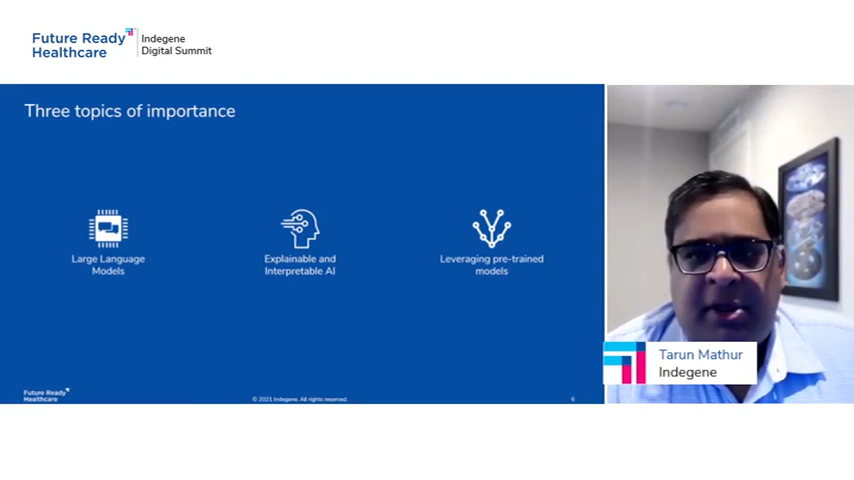 Future Ready
Healthcare
Indegene
Digital Summit
Three topics of importance
Large Language
Models
Explainable and
Interpretable AI
Leveraging pre-trained
models
Tarun Mathur
Indegene
Future Ready
Healthcare
© 2021 Indegene. All rights reserved.
6